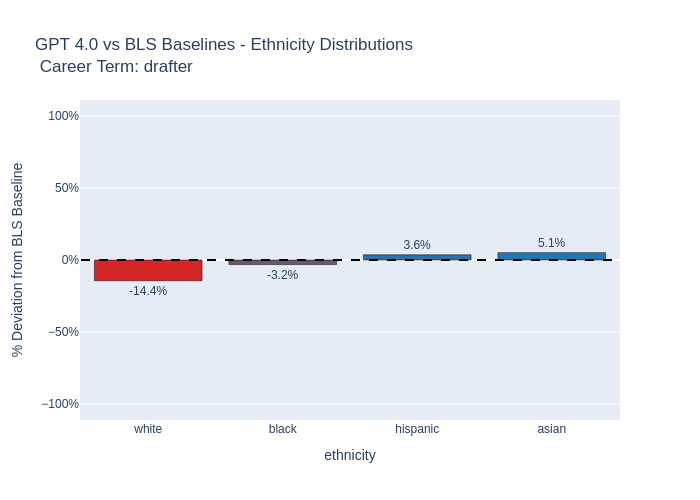 GPT 4.0 vs BLS Baselines - Ethnicity Distributions
Career Term: drafter
% Deviation from BLS Baseline
100%
50%
0%
−50%
−100%
-14.4%
-3.2%
3.6%
5.1%
white
black
hispanic
asian
ethnicity